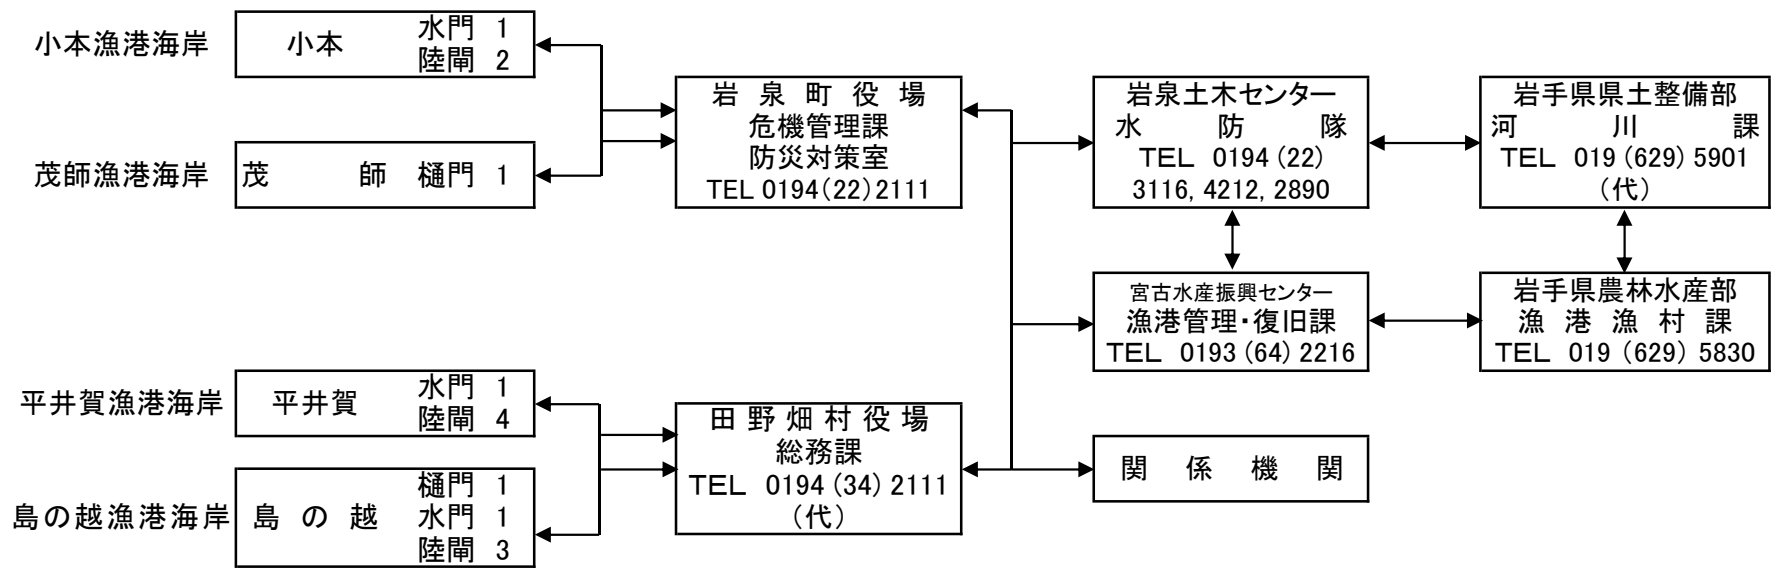 小本漁港海岸
小本
水門 1
陸閘 2
茂師漁港海岸
茂 師 樋門 1
岩泉町役場
危機管理課
防災対策室
TEL 0194(22)2111
岩泉土木センター
水防隊
TEL 0194(22)
3116, 4212, 2890
岩手県県土整備部
河川課
TEL 019(629)5901
(代)
宮古水産振興センター
漁港管理・復旧課
TEL 0193(64)2216
岩手県農林水産部
漁港漁村課
TEL 019(629)5830
平井賀漁港海岸
平井賀
水門 1
陸閘 4
島の越漁港海岸
島の越
樋門 1
水門 1
陸閘 3
田野畑村役場
総務課
TEL 0194(34)2111
(代)
関係機関